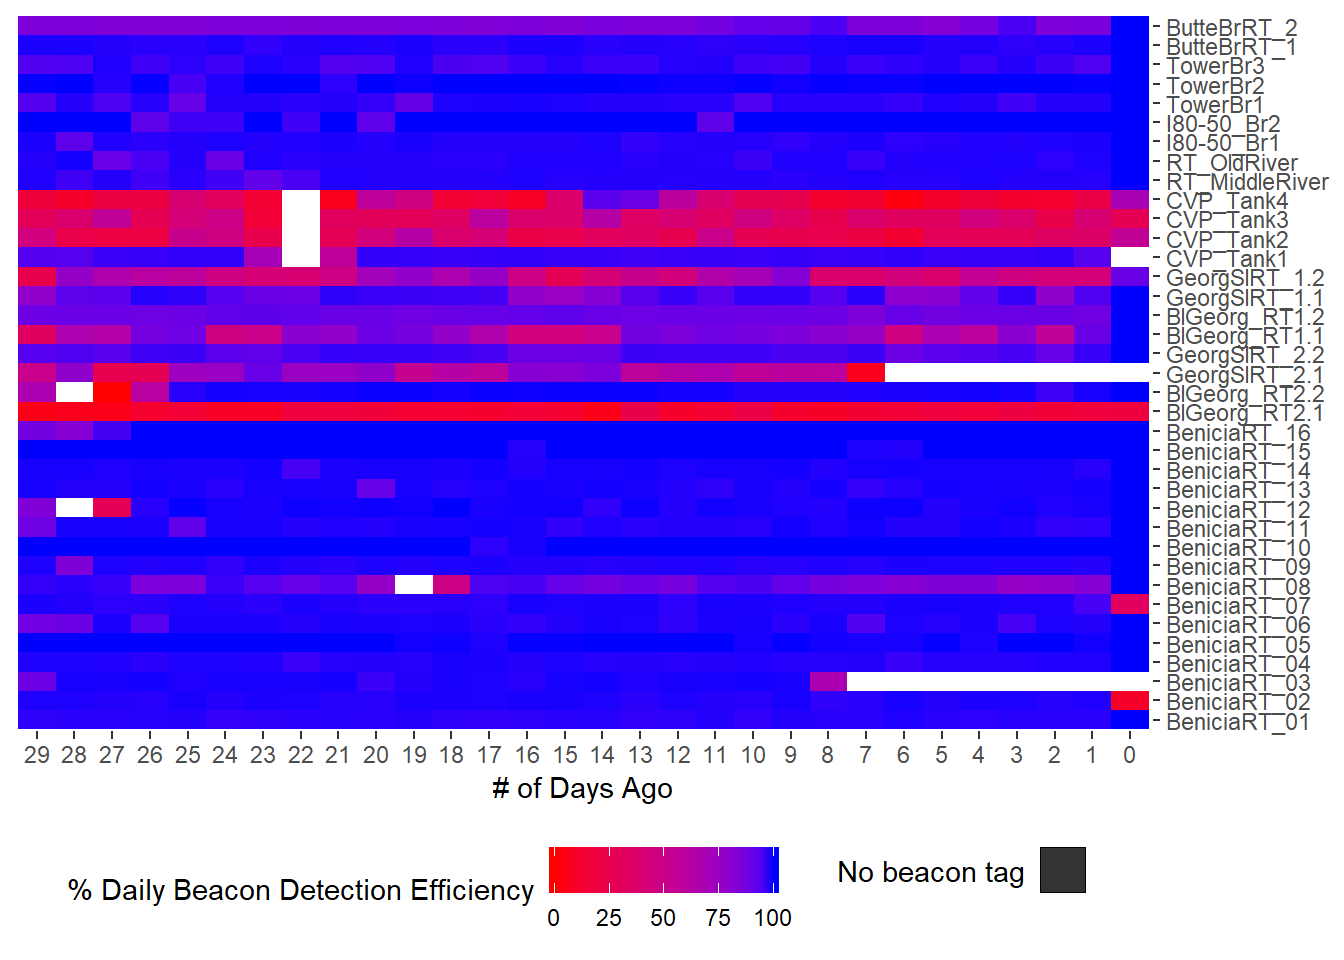 ButteBrRT_2
ButteBrRT_1
TowerBr3
TowerBr2
TowerBr1
I80-50_Br2
I80-50_Br1
RT_OldRiver
RT_MiddleRiver
CVP_Tank4
CVP_Tank3
CVP_Tank2
CVP_Tank1
GeorgSlRT_1.2
GeorgSlRT_1.1
BlGeorg_RT1.2
BlGeorg_RT1.1
GeorgSlRT_2.2
GeorgSlRT_2.1
BlGeorg_RT2.2
BlGeorg_RT2.1
BeniciaRT_16
BeniciaRT_15
BeniciaRT_14
BeniciaRT_13
BeniciaRT_12
BeniciaRT_11
BeniciaRT_10
BeniciaRT_09
BeniciaRT_08
BeniciaRT_07
BeniciaRT_06
BeniciaRT_05
BeniciaRT_04
BeniciaRT_03
BeniciaRT_02
BeniciaRT_01
29 28 27 26 25 24 23 22 21 20 19 18 17 16 15 14 13 12 11 10 9 8 7 6 5 4 3 2 1 0
# of Days Ago
% Daily Beacon Detection Efficiency
0 25 50 75 100
No beacon tag